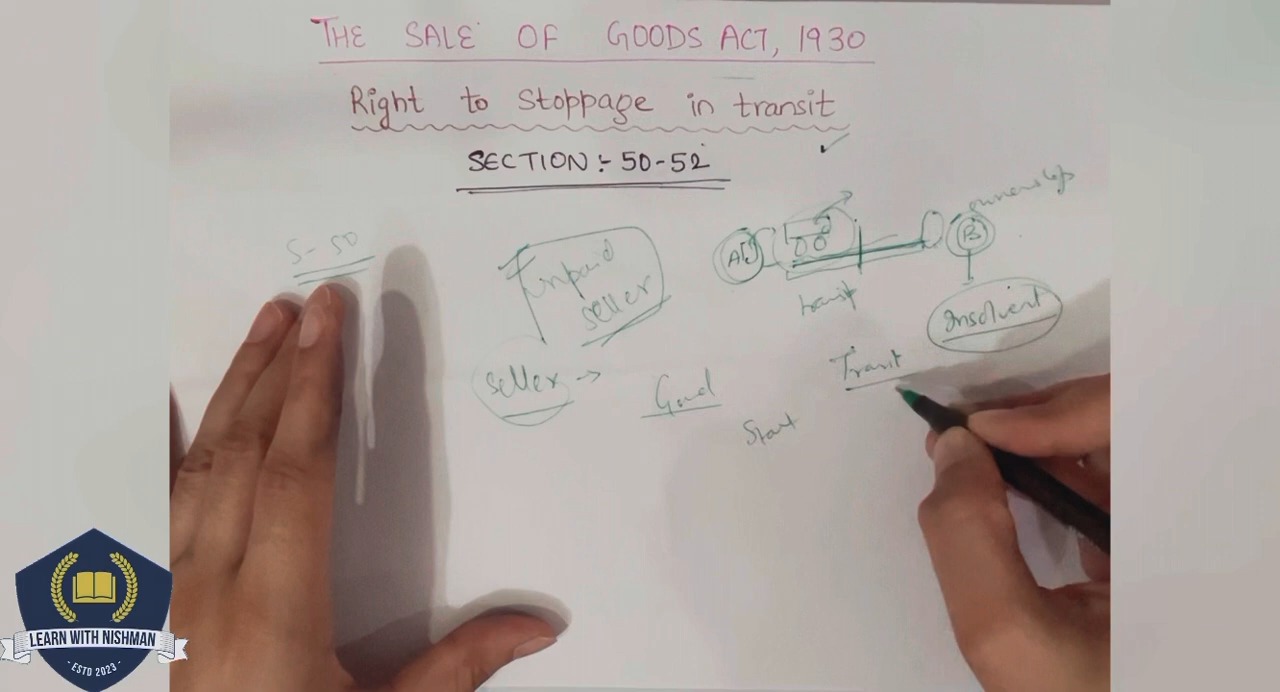 THE SALE OF GOODS ACT, 1930
Right to Stoppage in transit
SECTION :- 50-52
S-50
Unpaid
seller
A
B
ownership
transit
Insolvent
seller →
Good
Start
Transit
LEARN WITH NISHMAN
- ESTD 2023 -